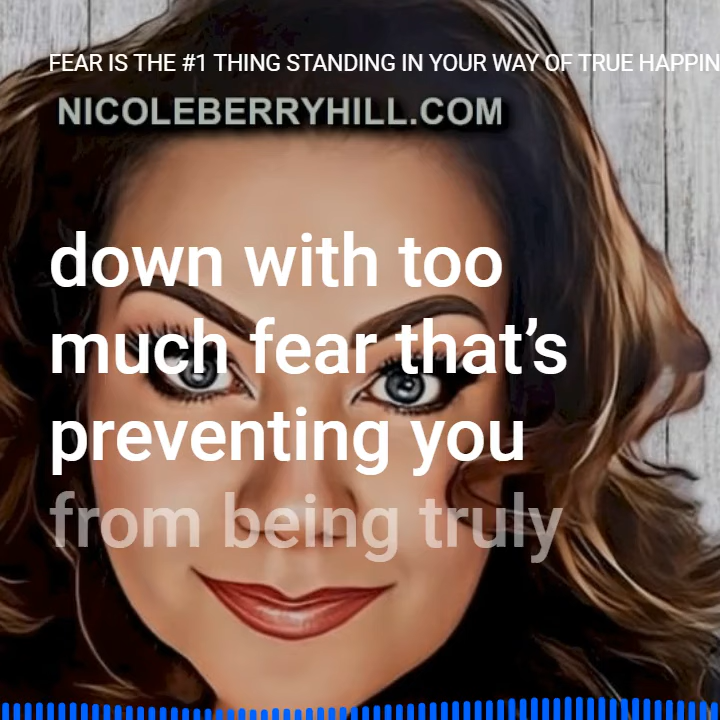 FEAR IS THE #1 THING STANDING IN YOUR WAY OF TRUE HAPPIN
NICOLEBERRYHILL.COM
down with too
much fear that’s
preventing you
from being truly